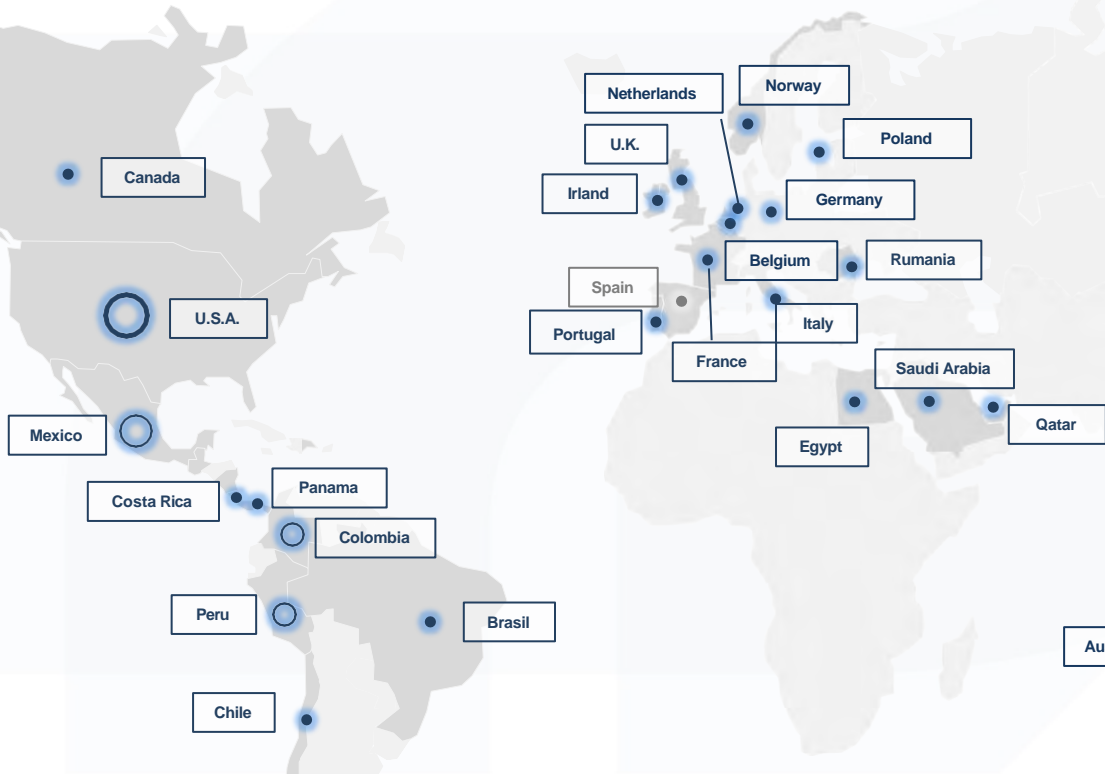 Norway
Netherlands
U.K.
Poland
Canada
Irland
Germany
Belgium
Rumania
Spain
U.S.A.
Portugal
Italy
France
Saudi Arabia
Mexico
Qatar
Egypt
Panama
Costa Rica
Colombia
Peru
Brasil
Au
Chile